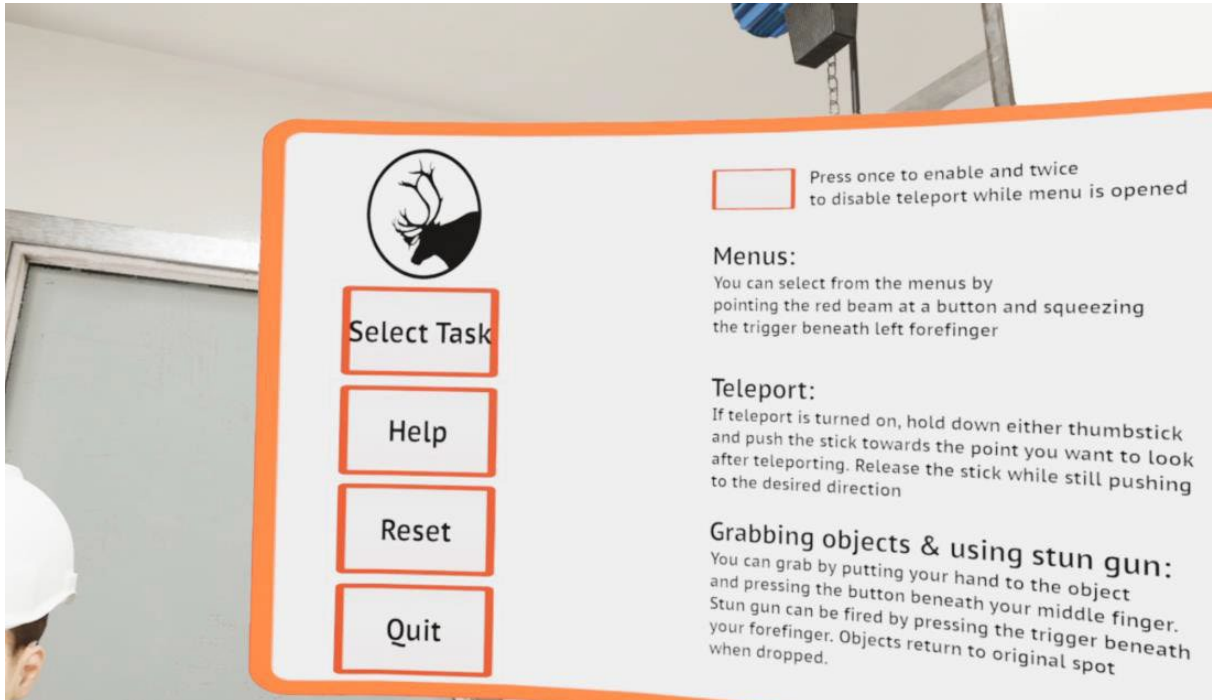 Select Task
Help
Reset
Quit
Press once to enable and twice
to disable teleport while menu is opened
Menus:
You can select from the menus by
pointing the red beam at a button and squeezing
the trigger beneath left forefinger
Teleport:
If teleport is turned on, hold down either thumbstick
and push the stick towards the point you want to look
after teleporting. Release the stick while still pushing
to the desired direction
Grabbing objects & using stun gun:
You can grab by putting your hand to the object
and pressing the button beneath your middle finger.
Stun gun can be fired by pressing the trigger beneath
your forefinger. Objects return to original spot
when dropped.